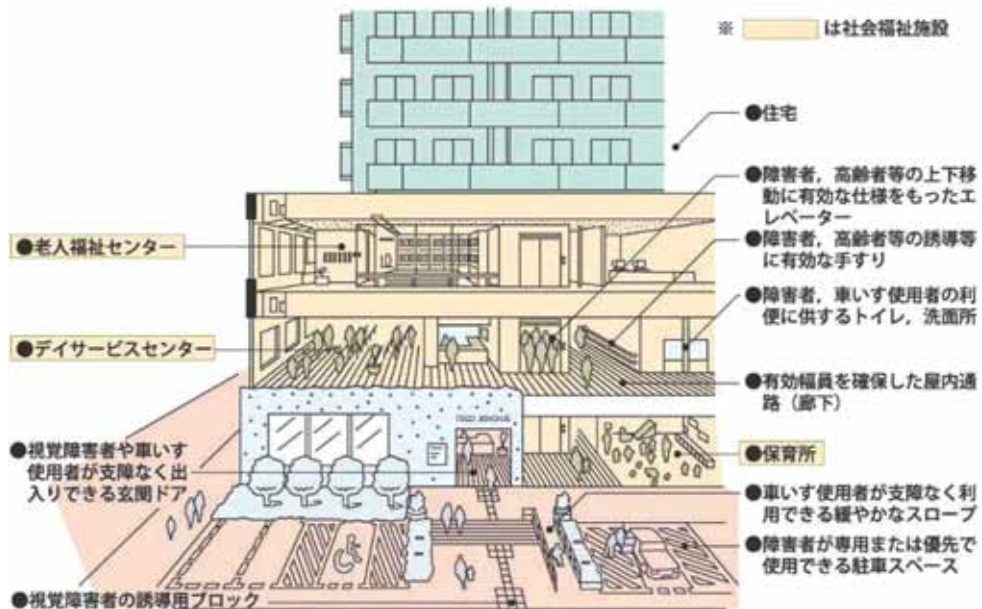 ※ は社会福祉施設
●住宅
●障害者，高齢者等の上下移
動に有効な仕様をもったエ
レベーター
●障害者，高齢者等の誘導等
に有効な手すり
●障害者，車いす使用者の利
便に供するトイレ，洗面所
●有効幅員を確保した屋内通
路（廊下）
●保育所
●車いす使用者が支障なく利
用できる緩やかなスロープ
●障害者が専用または優先で
使用できる駐車スペース
●老人福祉センター
●デイサービスセンター
●視覚障害者や車いす
使用者が支障なく出
入りできる玄関ドア
●視覚障害者の誘導用ブロック